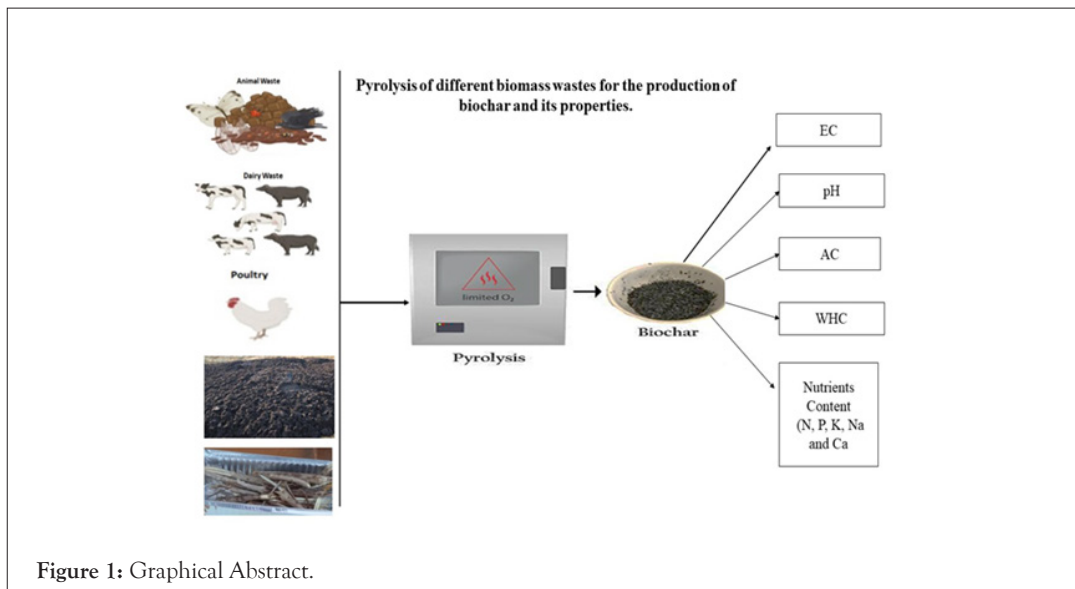 Animal Waste
Dairy Waste
Poultry
Pyrolysis of different biomass wastes for the production of
biochar and its properties.
limited O₂
Pyrolysis
Biochar
EC
pH
AC
WHC
Nutrients
Content
(N, P, K, Na
and Ca
Figure 1: Graphical Abstract.